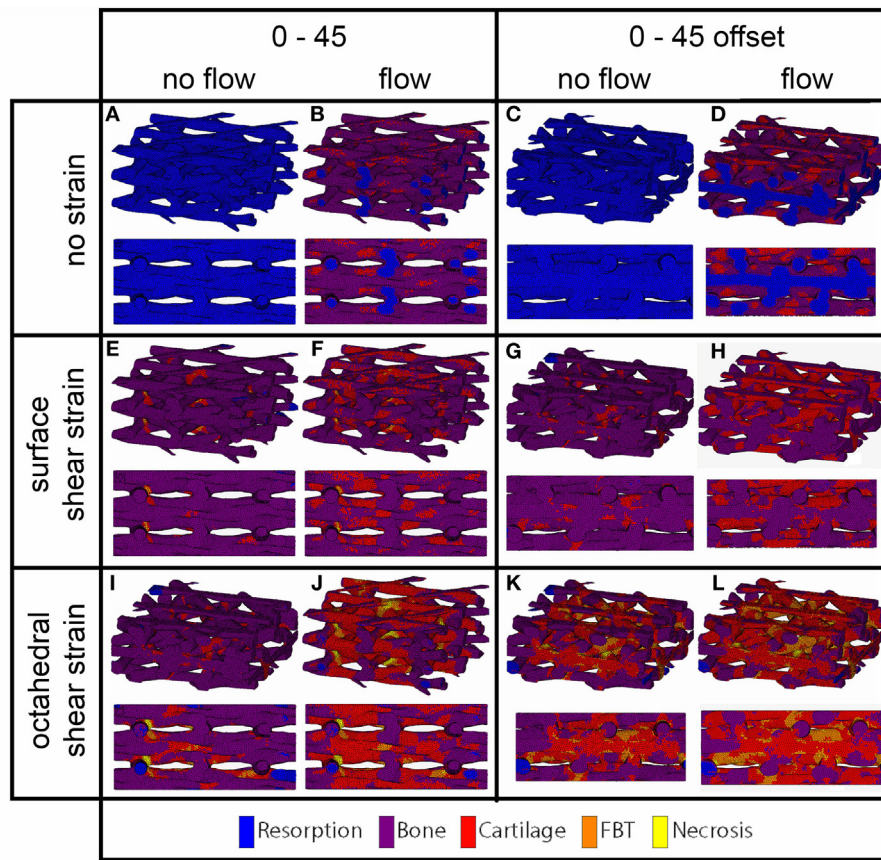 0 - 45
0 - 45 offset
no flow
flow
no flow
flow
no strain
A
B
C
D
surface
shear strain
E
F
G
H
octahedral
shear strain
I
J
K
L
Resorption
Bone
Cartilage
FBT
Necrosis